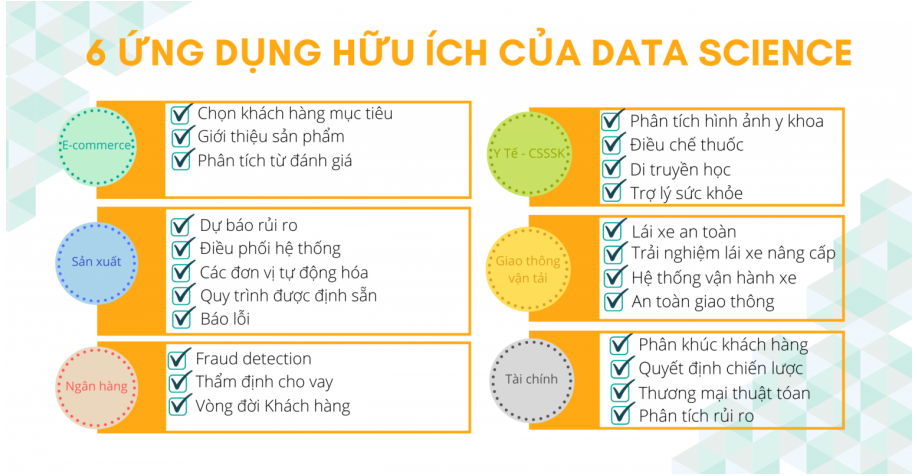 6 ỨNG DỤNG HỮU ÍCH CỦA DATA SCIENCE
E-commerce
Chọn khách hàng mục tiêu
Giới thiệu sản phẩm
Phân tích từ đánh giá
Sản xuất
Dự báo rủi ro
Điều phối hệ thống
Các đơn vị tự động hóa
Quy trình được định sẵn
Báo lỗi
Ngân hàng
Fraud detection
Thẩm định cho vay
Vòng đời Khách hàng
Y Tế - CSSSK
Phân tích hình ảnh y khoa
Điều chế thuốc
Di truyền học
Trợ lý sức khỏe
Giao thông
vận tải
Lái xe an toàn
Trải nghiệm lái xe nâng cấp
Hệ thống vận hành xe
An toàn giao thông
Tài chính
Phân khúc khách hàng
Quyết định chiến lược
Thương mại thuật tóan
Phân tích rủi ro